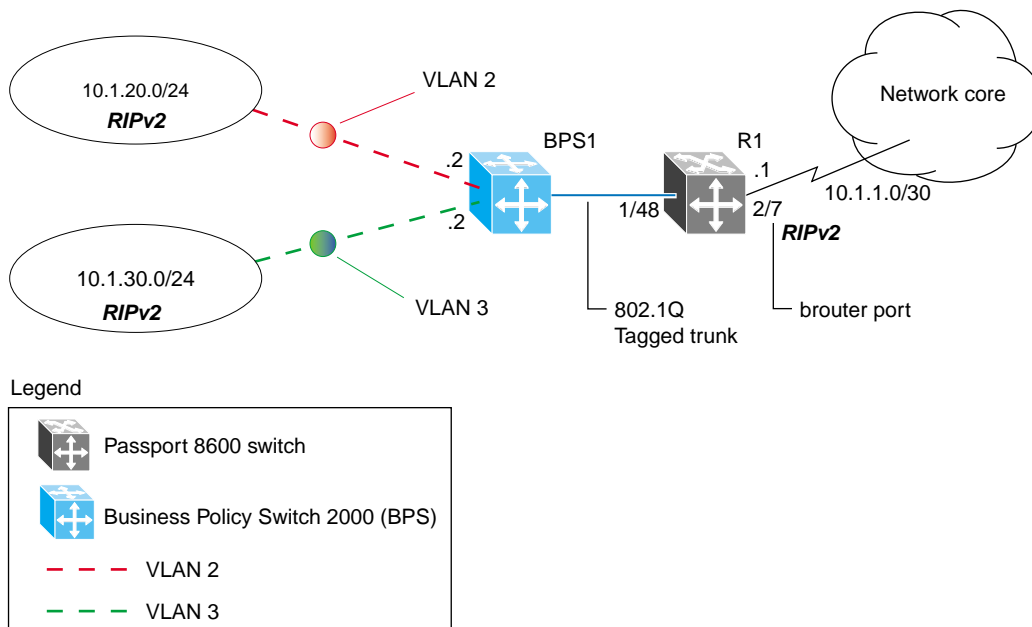 10.1.20.0/24
RIPv2
VLAN 2
.2
BPS1
R1
.1
Network core
10.1.1.0/30
1/48
2/7
RIPv2
.2
10.1.30.0/24
RIPv2
VLAN 3
802.1Q
Tagged trunk
brouter port
Legend
Passport 8600 switch
Business Policy Switch 2000 (BPS)
VLAN 2
VLAN 3